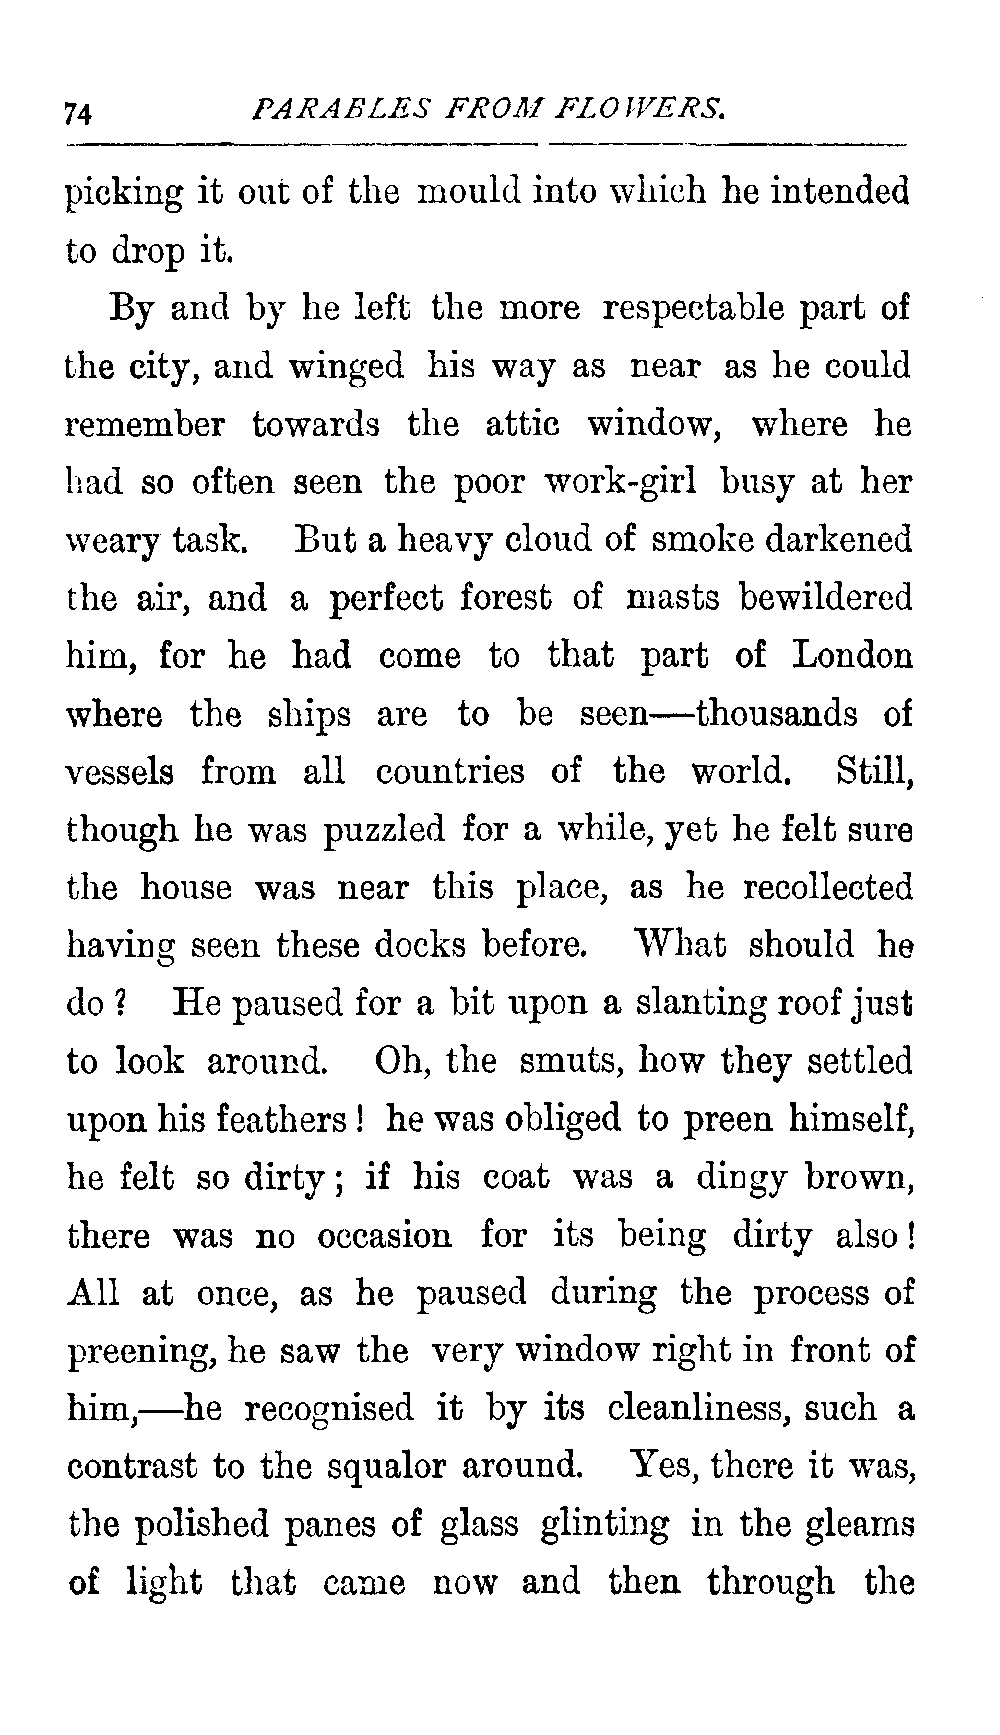 74 PARABLES FROM FLOWERS.
picking it out of the mould into which he intended
to drop it.
By and by he left the more respectable part of
the city, and winged his way as near as he could
remember towards the attic window, where he
had so often seen the poor work-girl busy at her
weary task. But a heavy cloud of smoke darkened
the air, and a perfect forest of masts bewildered
him, for he had come to that part of London
where the ships are to be seen—thousands of
vessels from all countries of the world. Still,
though he was puzzled for a while, yet he felt sure
the house was near this place, as he recollected
having seen these docks before. What should he
do ? He paused for a bit upon a slanting roof just
to look around. Oh, the smuts, how they settled
upon his feathers ! he was obliged to preen himself,
he felt so dirty ; if his coat was a dingy brown,
there was no occasion for its being dirty also !
All at once, as he paused during the process of
preening, he saw the very window right in front of
him,—he recognised it by its cleanliness, such a
contrast to the squalor around. Yes, there it was,
the polished panes of glass glinting in the gleams
of light that came now and then through the